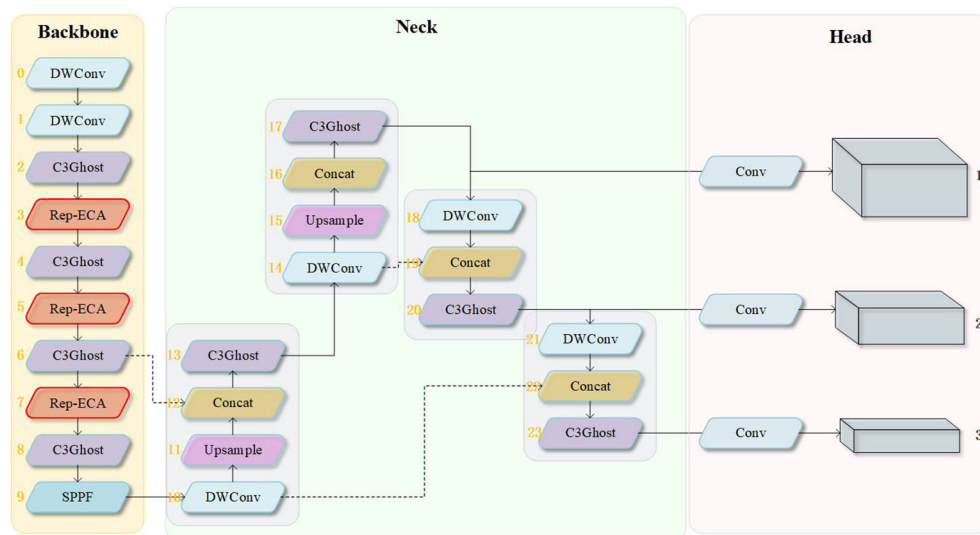 Backbone
0 DWConv
1 DWConv
2 C3Ghost
3 Rep-ECA
4 C3Ghost
5 Rep-ECA
6 C3Ghost
7 Rep-ECA
8 C3Ghost
9 SPPF
Neck
17 C3Ghost
16 Concat
15 Upsample
14 DWConv
13 C3Ghost
12 Concat
11 Upsample
10 DWConv
18 DWConv
19 Concat
20 C3Ghost
21 DWConv
22 Concat
23 C3Ghost
Head
Conv 1
Conv 2
Conv 3